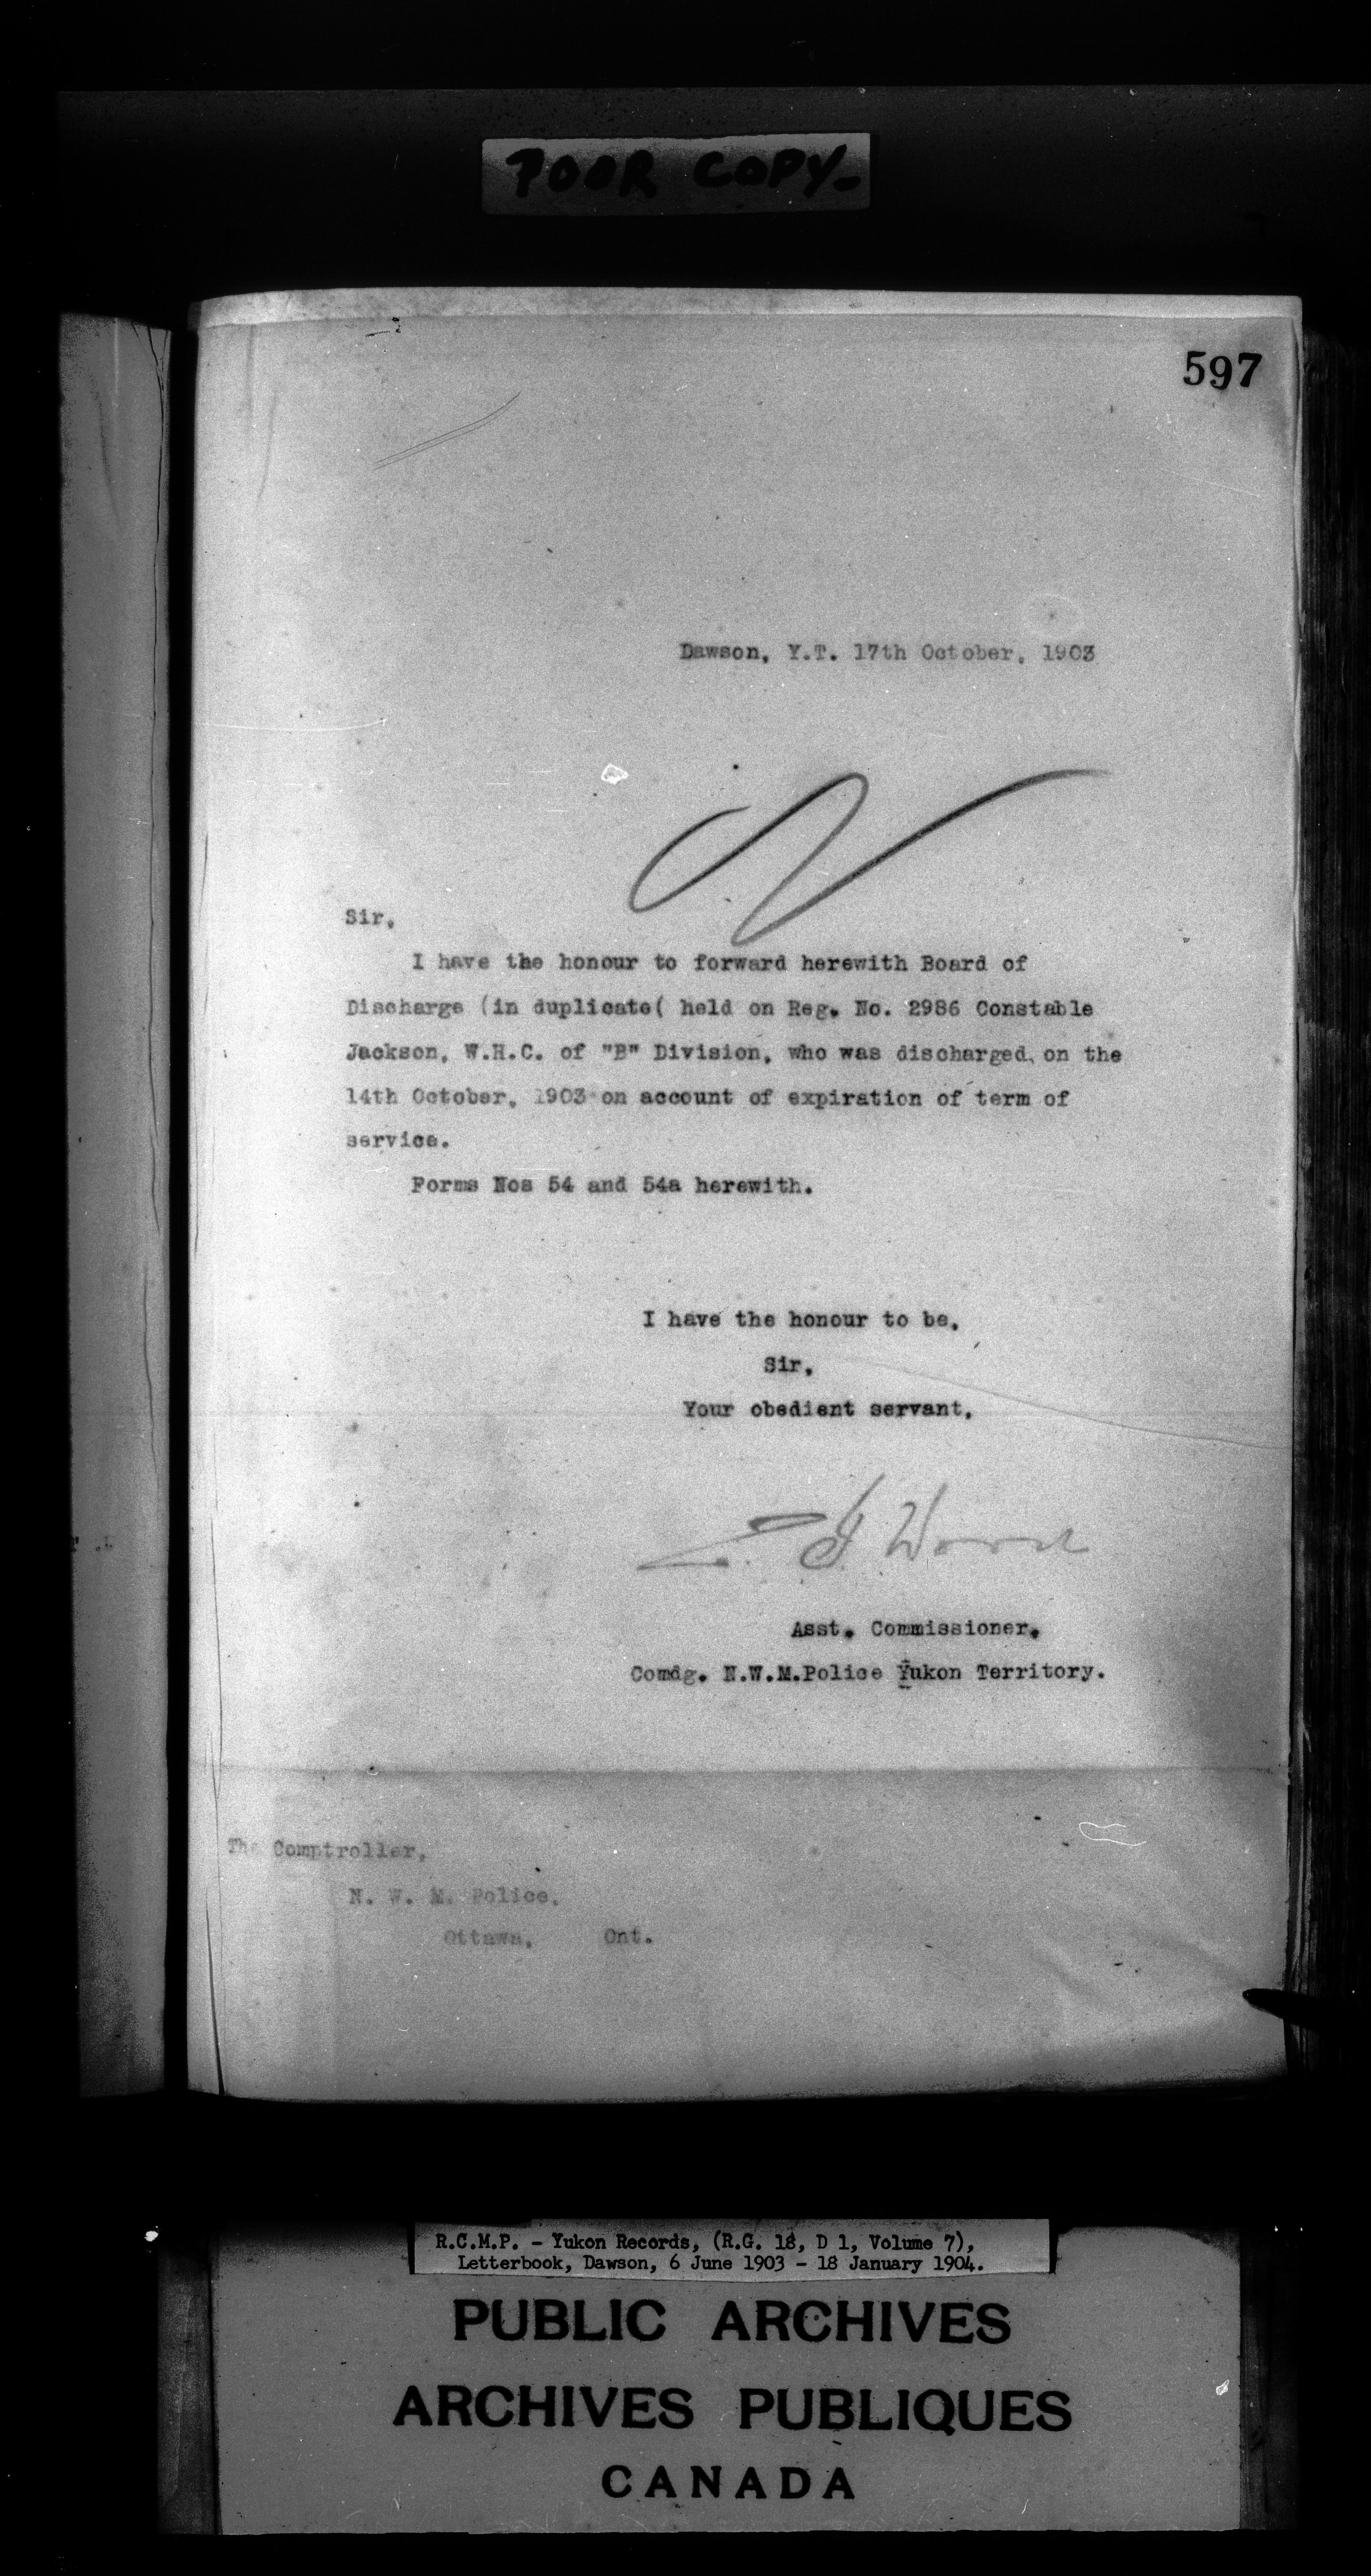 POOR COPY-
597
Dawson, Y.T. 17th October, 1903
Sir,
I have the honour to forward herewith Board of
Discharge (in duplicate( held on Reg. No. 2986 Constable
Jackson, W.H.C. of "B" Division, who was discharged, on the
14th October, 1903 on account of expiration of term of
service.
Forms Nos 54 and 54a herewith.
I have the honour to be,
Sir,
Your obedient servant,
Z. T. Wood
Asst. Commissioner.
Comdg. N.W.M.Police Yukon Territory.
The Comptroller,
N. W. M. Police,
Ottawa, Ont.
R.C.M.P. - Yukon Records, (R.G. 18, D 1, Volume 7),
Letterbook, Dawson, 6 June 1903 - 18 January 1904.
PUBLIC ARCHIVES
ARCHIVES PUBLIQUES
CANADA